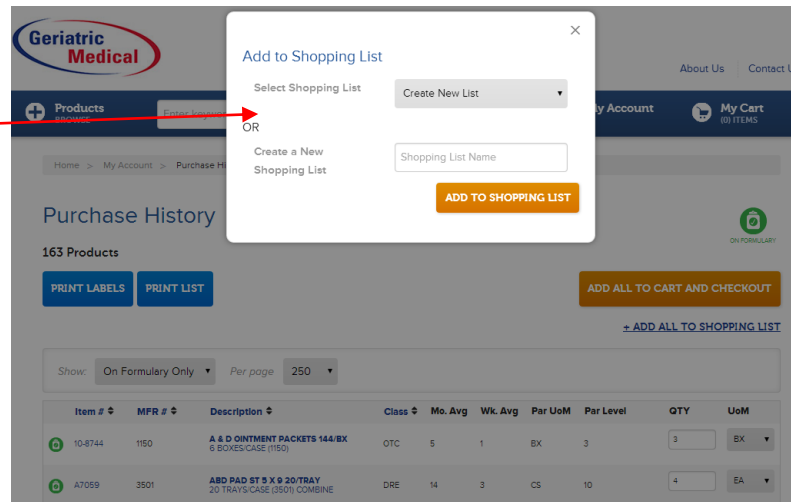 Geriatric
Medical
×
Add to Shopping List
Select Shopping List
Create New List
OR
Create a New
Shopping List
Shopping List Name
ADD TO SHOPPING LIST
About Us Contact
Products
BROWSE
Enter keyw
y Account
My Cart
(0) ITEMS
Home > My Account > Purchase Hi
Purchase History
163 Products
ON FORMULARY
PRINT LABELS PRINT LIST
ADD ALL TO CART AND CHECKOUT
+ ADD ALL TO SHOPPING LIST
Show: On Formulary Only Per page 250
Item # MFR # Description Class Mo. Avg Wk. Avg Par UoM Par Level QTY UoM
10-8744 1150 A & D OINTMENT PACKETS 144/BX OTC 5 1 BX 3 3 BX
6 BOXES/CASE (1150)
A7059 3501 ABD PAD ST 5 X 9 20/TRAY DRE 14 3 CS 10 4 EA
20 TRAYS/CASE (3501) COMBINE